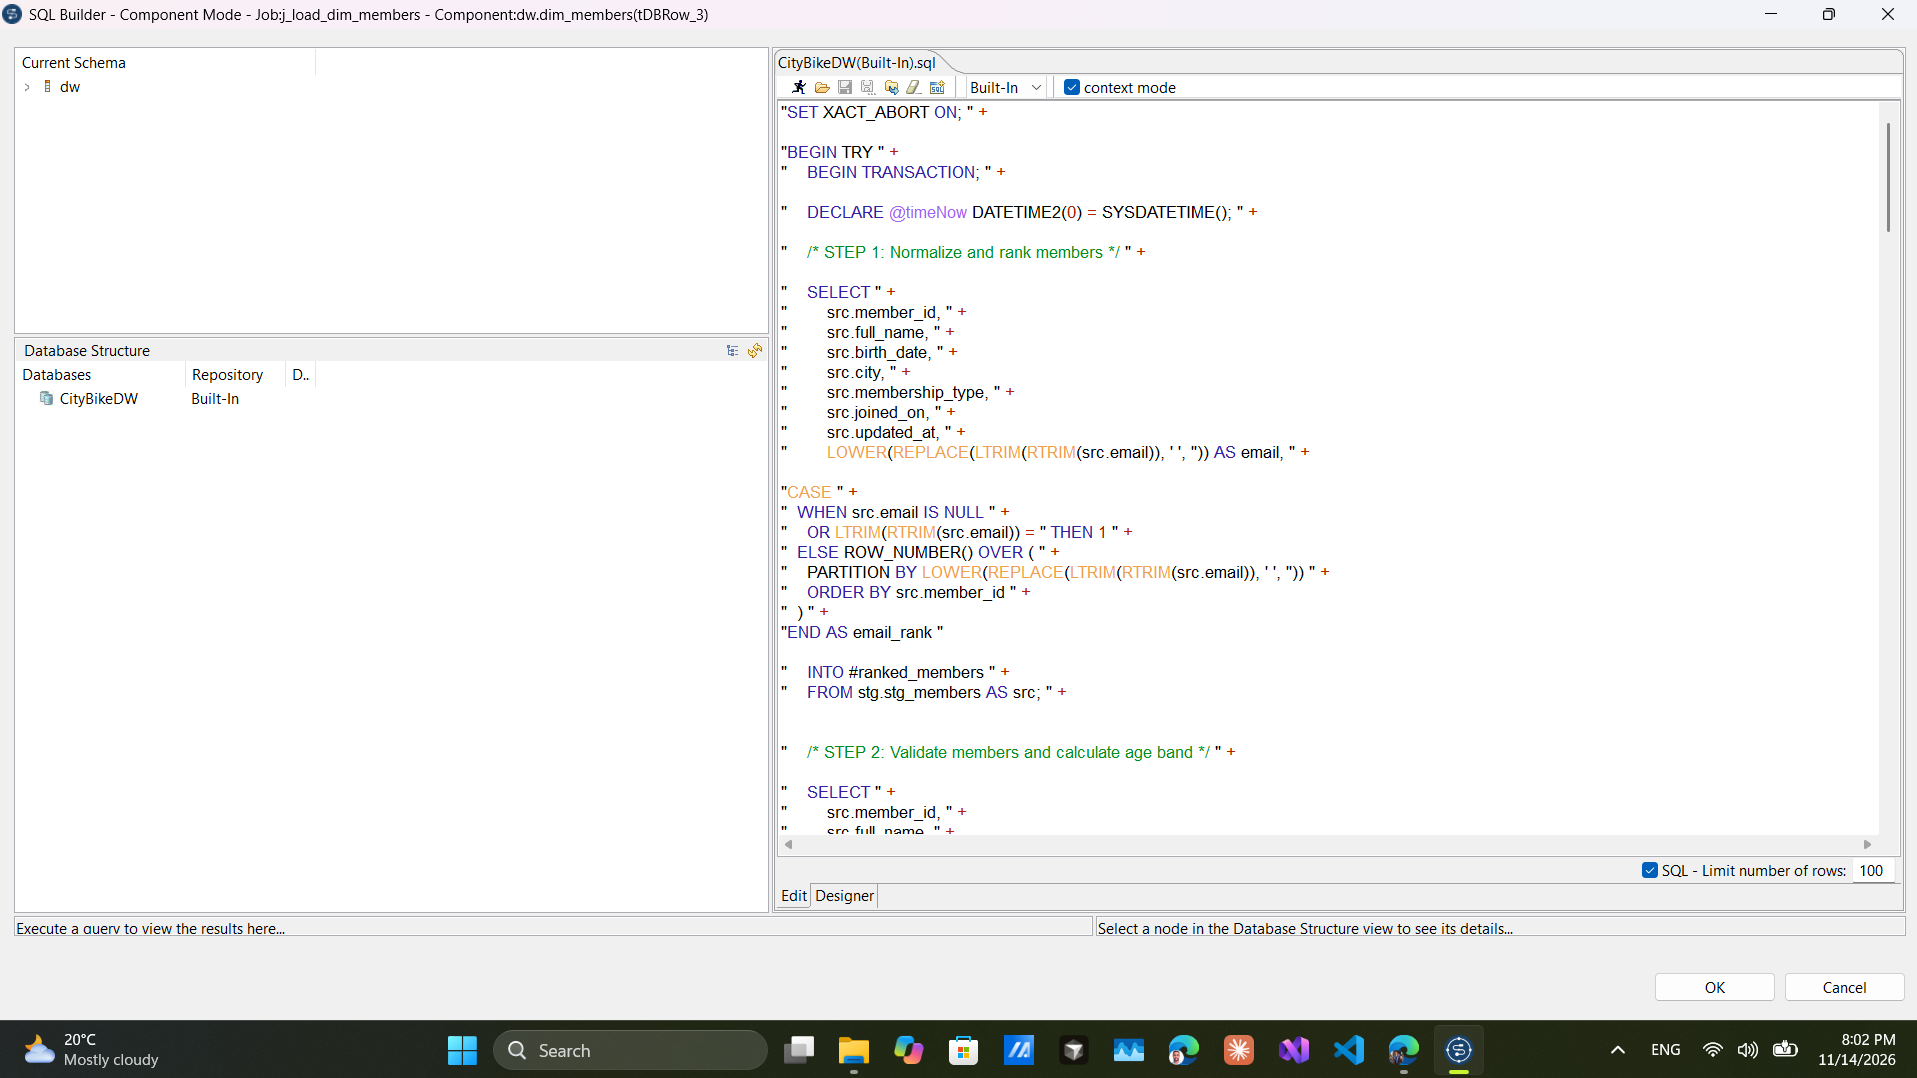 SQL Builder - Component Mode - Job:j_load_dim_members - Component:dw.dim_members(tDBRow_3)
Current Schema
dw
Database Structure
Databases Repository D..
CityBikeDW Built-In
CityBikeDW(Built-In).sql
Built-In context mode
"SET XACT_ABORT ON; " +
"BEGIN TRY " +
"    BEGIN TRANSACTION; " +
"    DECLARE @timeNow DATETIME2(0) = SYSDATETIME(); " +
"    /* STEP 1: Normalize and rank members */ " +
"    SELECT " +
"        src.member_id, " +
"        src.full_name, " +
"        src.birth_date, " +
"        src.city, " +
"        src.membership_type, " +
"        src.joined_on, " +
"        src.updated_at, " +
"        LOWER(REPLACE(LTRIM(RTRIM(src.email)), ' ', '')) AS email, " +
"CASE " +
"  WHEN src.email IS NULL " +
"    OR LTRIM(RTRIM(src.email)) = '' THEN 1 " +
"  ELSE ROW_NUMBER() OVER ( " +
"    PARTITION BY LOWER(REPLACE(LTRIM(RTRIM(src.email)), ' ', '')) " +
"    ORDER BY src.member_id " +
"  ) " +
"END AS email_rank "
"    INTO #ranked_members " +
"    FROM stg.stg_members AS src; " +
"    /* STEP 2: Validate members and calculate age band */ " +
"    SELECT " +
"        src.member_id, " +
"        src.full_name, " +
SQL - Limit number of rows: 100
Edit Designer
Execute a query to view the results here...
Select a node in the Database Structure view to see its details...
OK Cancel
20°C
Mostly cloudy
Search
ENG
8:02 PM
11/14/2026